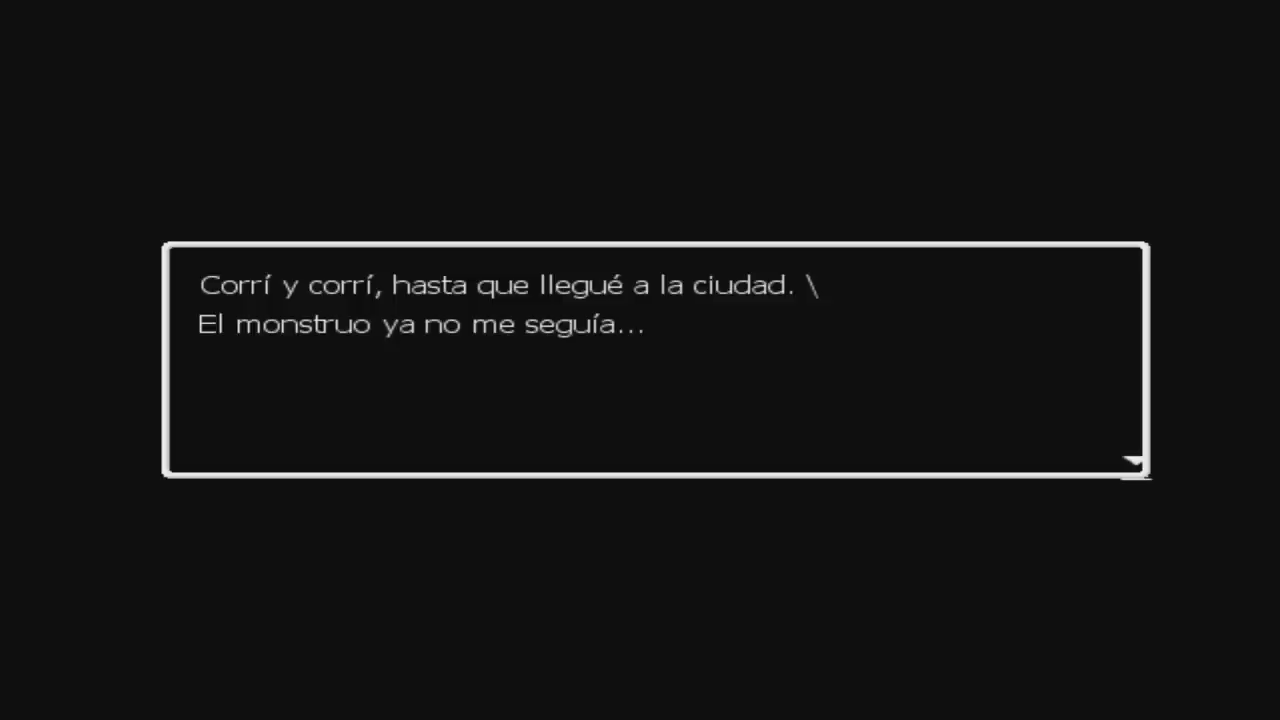 Corrí y corrí, hasta que llegué a la ciudad. \
El monstruo ya no me seguía...